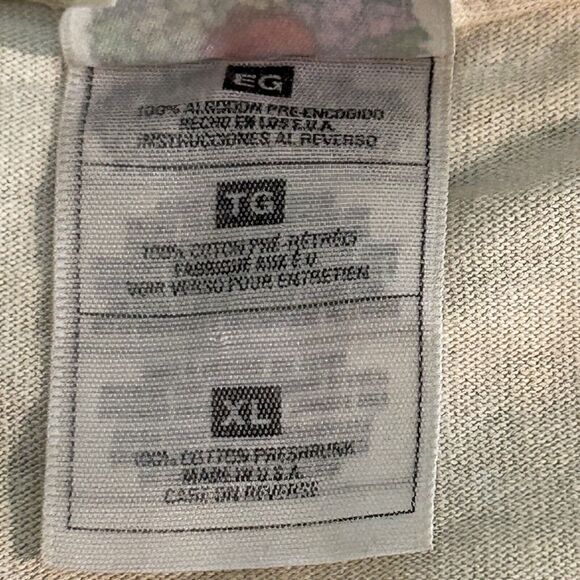 EG
100% ALGODON PRE-ENCOGIDO
HECHO EN LOS E.U.A.
INSTRUCCIONES AL REVERSO
TG
100% COTON PRÉ-RÉTRÉCI
FABRIQUÉ AUX É U
VOIR VERSO POUR ENTRETIEN
XL
100% COTTON PRESHRUNK
MADE IN U.S.A.
CARE ON REVERSE